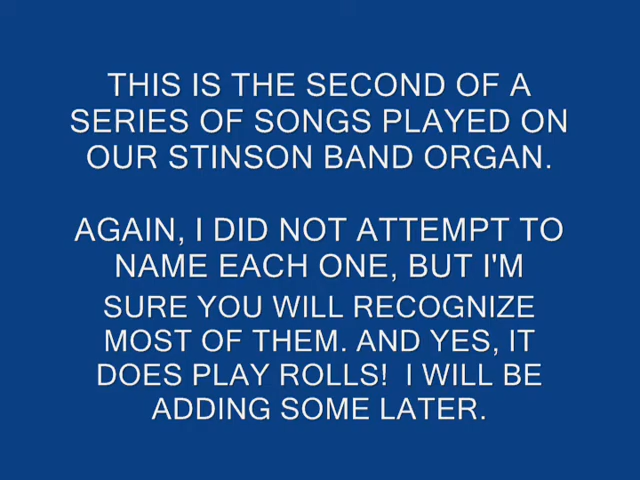 THIS IS THE SECOND OF A
SERIES OF SONGS PLAYED ON
OUR STINSON BAND ORGAN.
AGAIN, I DID NOT ATTEMPT TO
NAME EACH ONE, BUT I'M
SURE YOU WILL RECOGNIZE
MOST OF THEM. AND YES, IT
DOES PLAY ROLLS!  I WILL BE
ADDING SOME LATER.